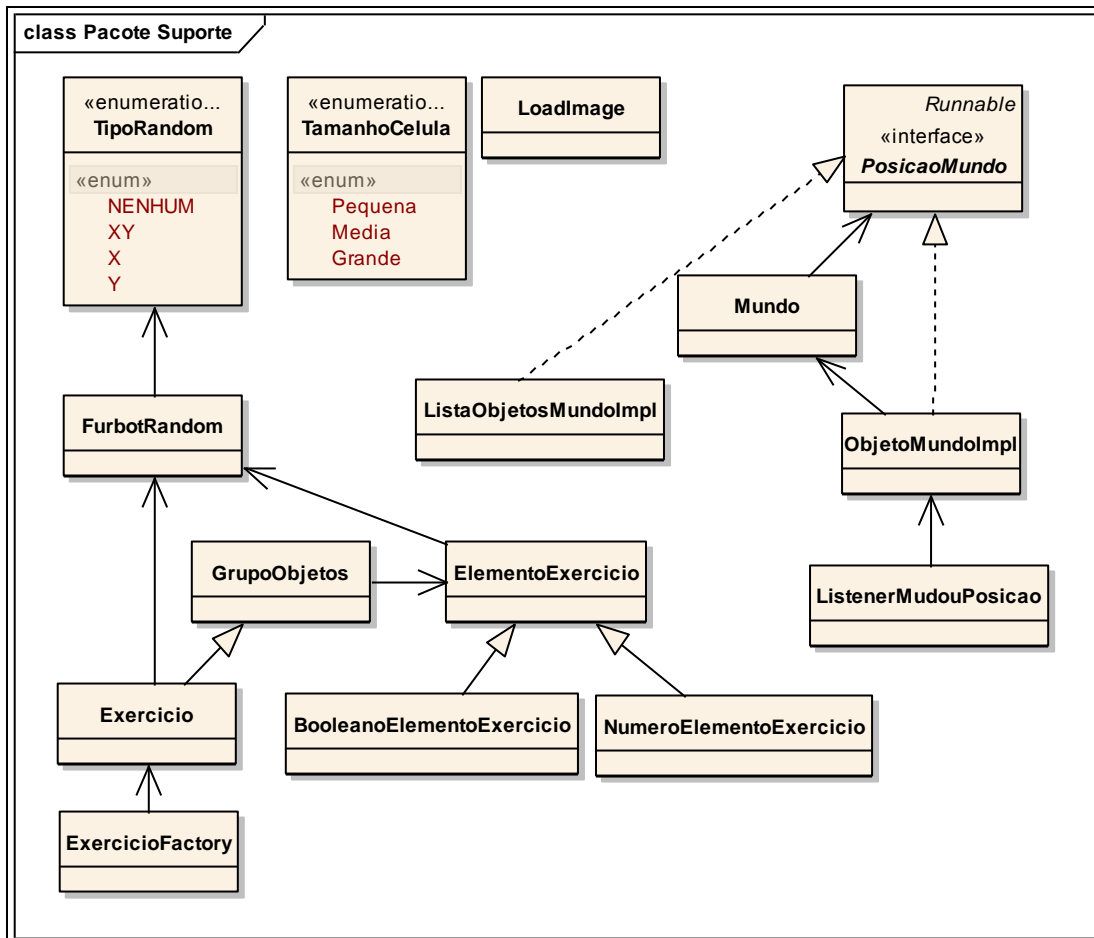 class Pacote Suporte
«enumeratio...
TipoRandom
«enum»
NENHUM
XY
X
Y
«enumeratio...
TamanhoCelula
«enum»
Pequena
Media
Grande
LoadImage
Runnable
«interface»
PosicaoMundo
Mundo
ListaObjetosMundoImpl
FurbotRandom
ObjetoMundoImpl
GrupoObjetos
ElementoExercicio
ListenerMudouPosicao
Exercicio
BooleanoElementoExercicio
NumeroElementoExercicio
ExercicioFactory